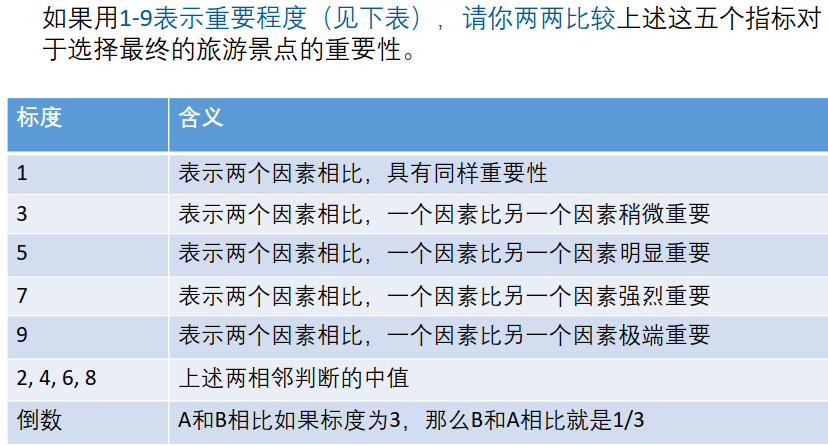 如果用1-9表示重要程度（见下表），请你两两比较上述这五个指标对
于选择最终的旅游景点的重要性。
标度 含义
1 表示两个因素相比，具有同样重要性
3 表示两个因素相比，一个因素比另一个因素稍微重要
5 表示两个因素相比，一个因素比另一个因素明显重要
7 表示两个因素相比，一个因素比另一个因素强烈重要
9 表示两个因素相比，一个因素比另一个因素极端重要
2, 4, 6, 8 上述两相邻判断的中值
倒数 A和B相比如果标度为3，那么B和A相比就是1/3